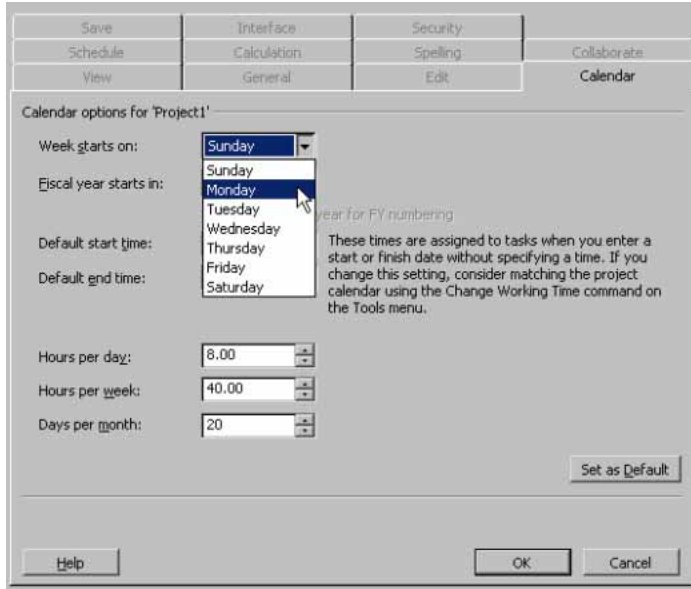 Save Interface Security
Schedule Calculation Spelling Collaborate
View General Edit Calendar
Calendar options for 'Project1'
Week starts on: Sunday
Sunday
Fiscal year starts in:
Monday
Tuesday
year for FY numbering
Wednesday
Default start time:
Thursday
Friday
Default end time:
Saturday
These times are assigned to tasks when you enter a
start or finish date without specifying a time. If you
change this setting, consider matching the project
calendar using the Change Working Time command on
the Tools menu.
Hours per day: 8.00
Hours per week: 40.00
Days per month: 20
Set as Default
Help OK Cancel